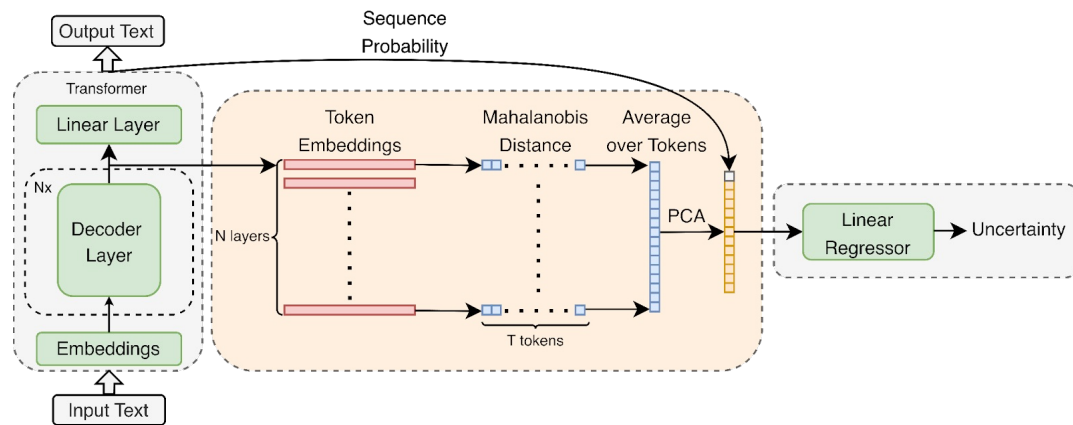 Output Text
Sequence
Probability
Transformer
Linear Layer
Nx
Decoder
Layer
Embeddings
Input Text
Token
Embeddings
N layers
Mahalanobis
Distance
T tokens
Average
over Tokens
PCA
Linear
Regressor
Uncertainty